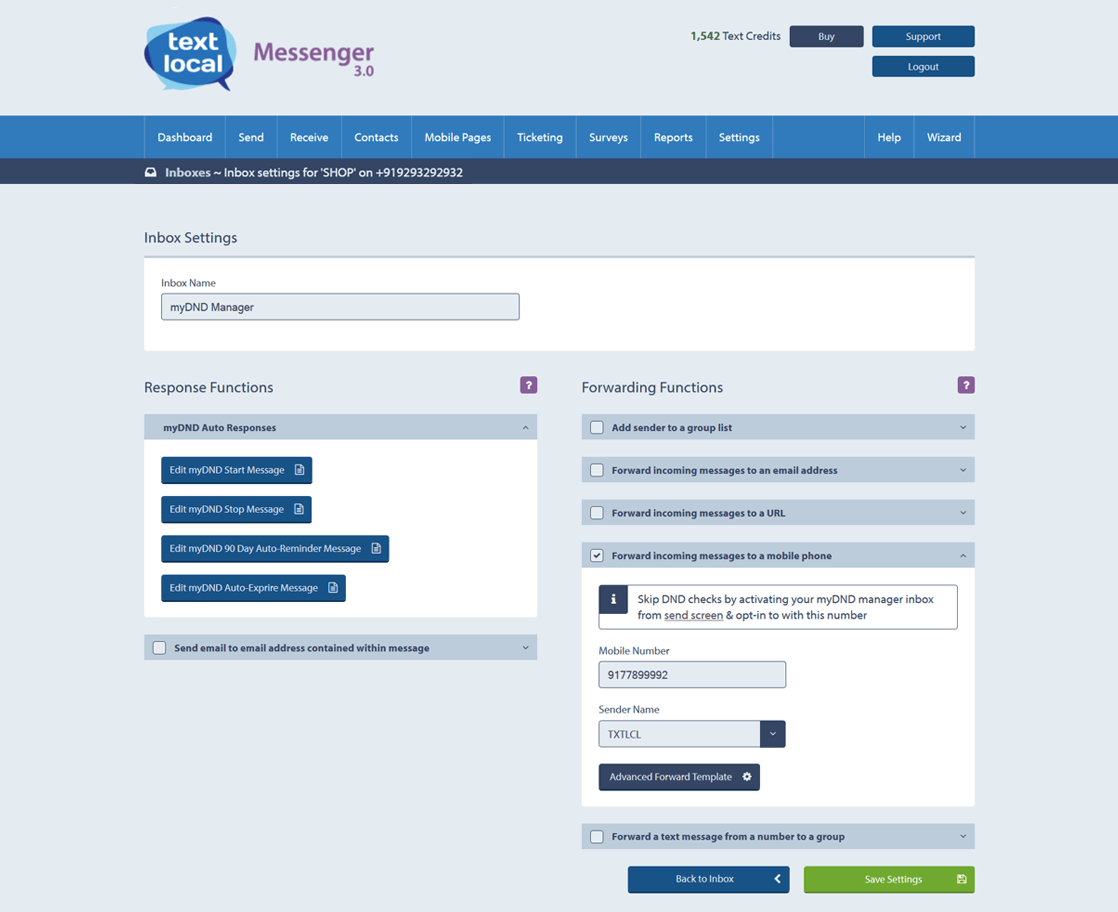 text
local
Messenger
3.0
1,542 Text Credits
Buy
Support
Logout
Dashboard
Send
Receive
Contacts
Mobile Pages
Ticketing
Surveys
Reports
Settings
Help
Wizard
Inboxes ~ Inbox settings for 'SHOP' on +919293292932
Inbox Settings
Inbox Name
myDND Manager
Response Functions
?
myDND Auto Responses
Edit myDND Start Message
Edit myDND Stop Message
Edit myDND 90 Day Auto-Reminder Message
Edit myDND Auto-Exprire Message
Send email to email address contained within message
Forwarding Functions
?
Add sender to a group list
Forward incoming messages to an email address
Forward incoming messages to a URL
Forward incoming messages to a mobile phone
i
Skip DND checks by activating your myDND manager inbox
from send screen & opt-in to with this number
Mobile Number
9177899992
Sender Name
TXTLCL
Advanced Forward Template
Forward a text message from a number to a group
Back to Inbox
Save Settings